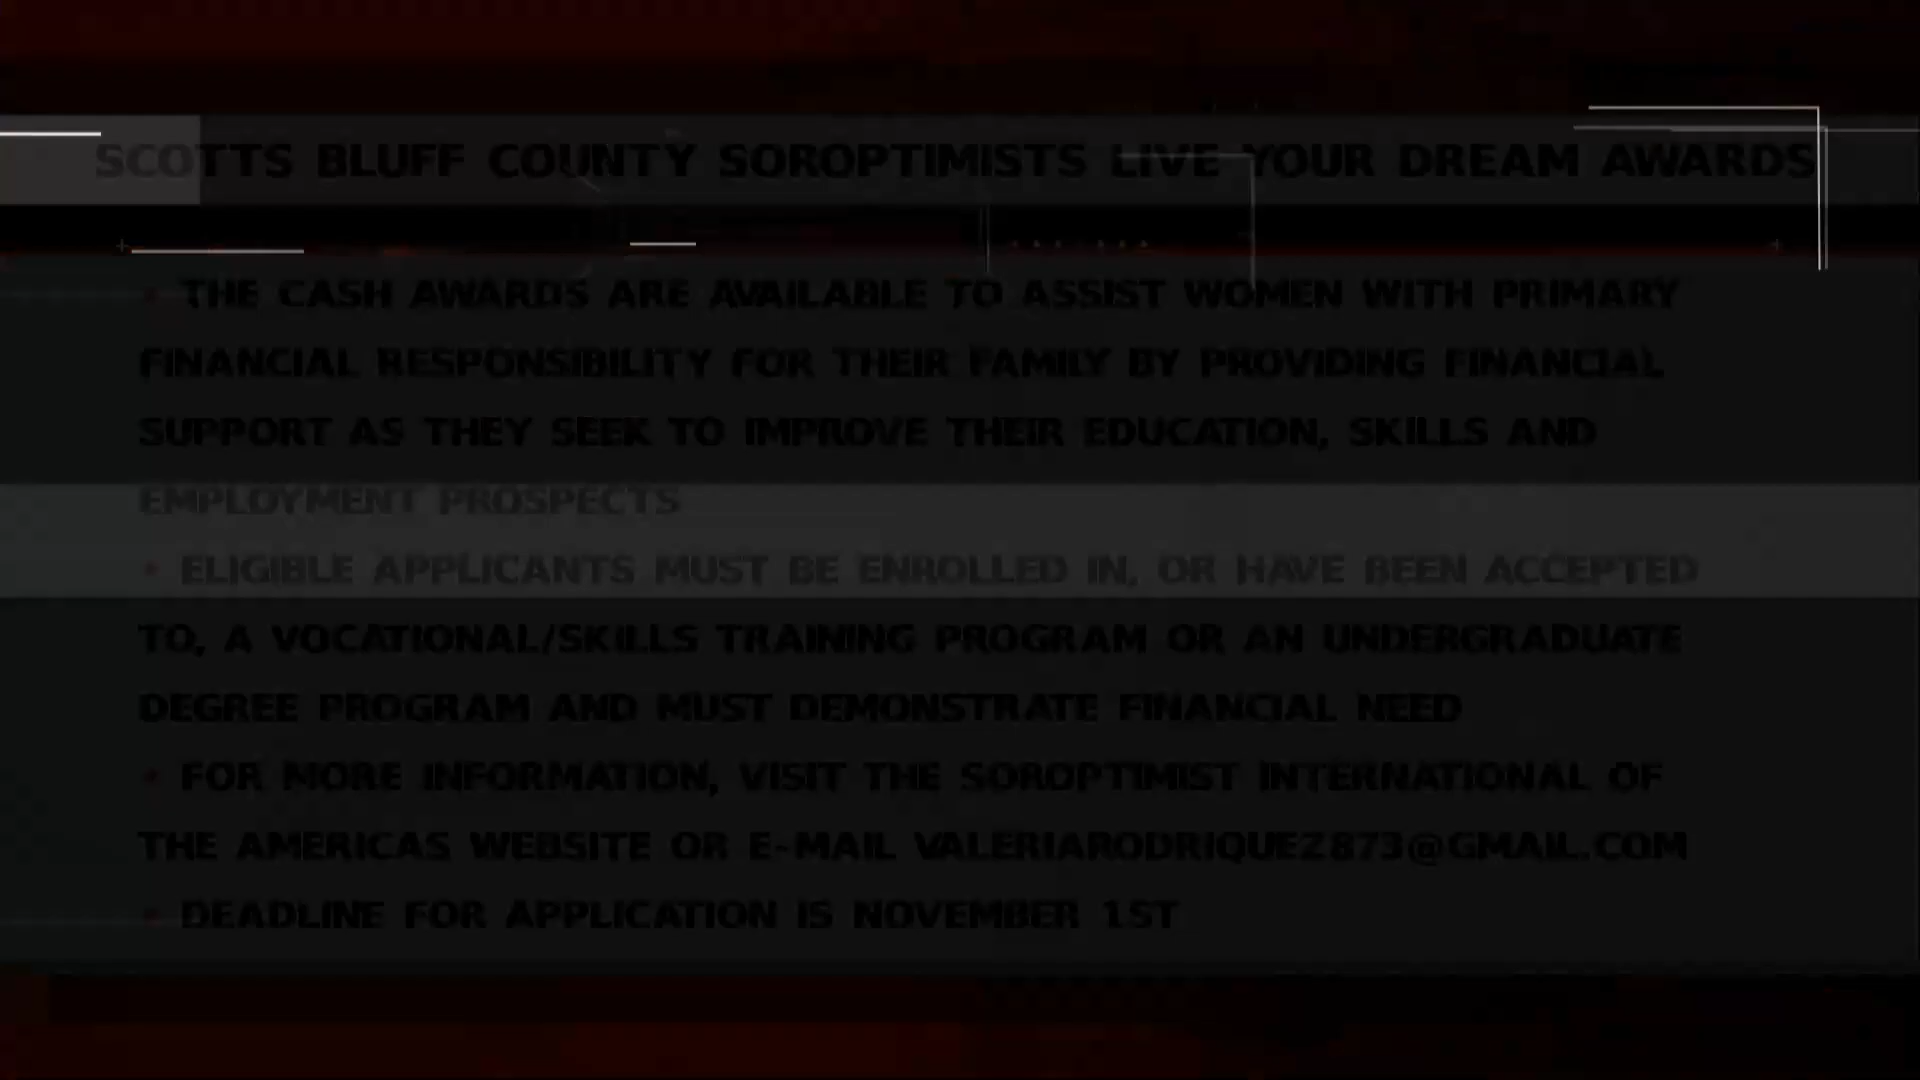 SCOTTS BLUFF COUNTY SOROPTIMISTS LIVE YOUR DREAM AWARDS
• THE CASH AWARDS ARE AVAILABLE TO ASSIST WOMEN WITH PRIMARY
FINANCIAL RESPONSIBILITY FOR THEIR FAMILY BY PROVIDING FINANCIAL
SUPPORT AS THEY SEEK TO IMPROVE THEIR EDUCATION, SKILLS AND
EMPLOYMENT PROSPECTS
• ELIGIBLE APPLICANTS MUST BE ENROLLED IN, OR HAVE BEEN ACCEPTED
TO, A VOCATIONAL/SKILLS TRAINING PROGRAM OR AN UNDERGRADUATE
DEGREE PROGRAM AND MUST DEMONSTRATE FINANCIAL NEED
• FOR MORE INFORMATION, VISIT THE SOROPTIMIST INTERNATIONAL OF
THE AMERICAS WEBSITE OR E-MAIL VALERIARODRIQUEZ873@GMAIL.COM
• DEADLINE FOR APPLICATION IS NOVEMBER 1ST